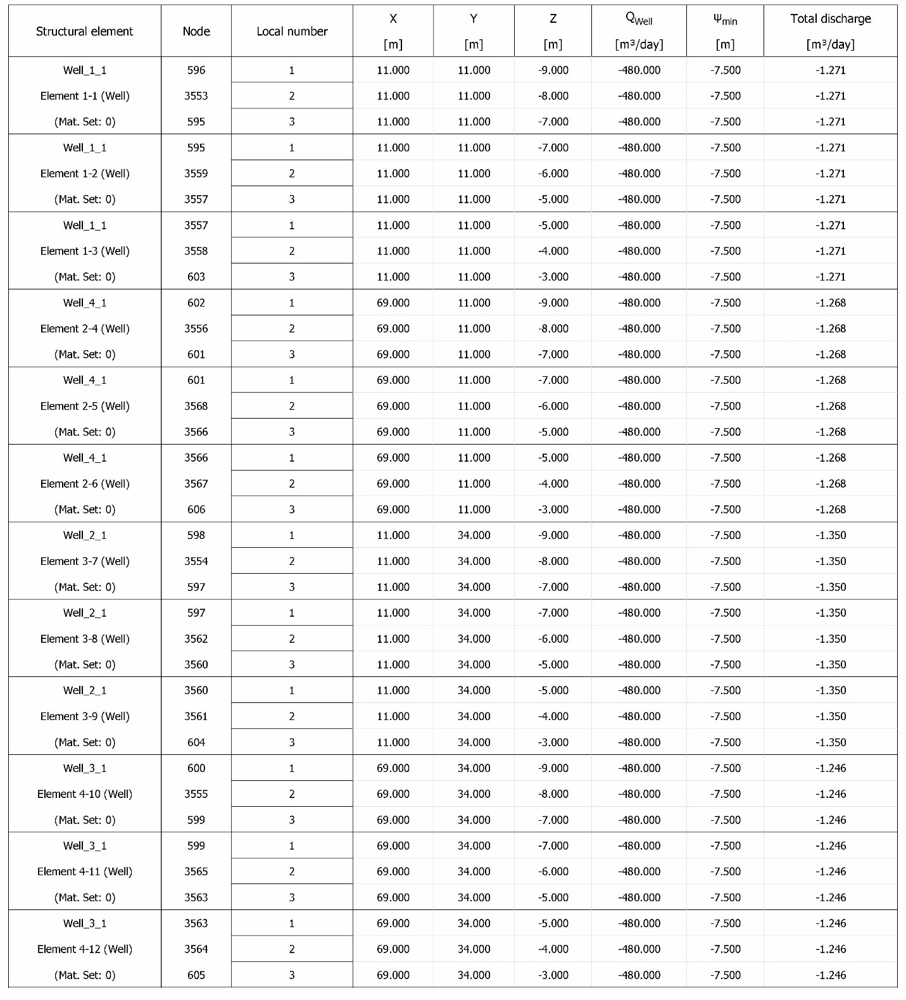 Structural element Node Local number X [m] Y [m] Z [m] QWell [m³/day] Ψmin [m] Total discharge [m³/day]
Well_1_1 596 1 11.000 11.000 -9.000 -480.000 -7.500 -1.271
Element 1-1 (Well) 3553 2 11.000 11.000 -8.000 -480.000 -7.500 -1.271
(Mat. Set: 0) 595 3 11.000 11.000 -7.000 -480.000 -7.500 -1.271
Well_1_1 595 1 11.000 11.000 -7.000 -480.000 -7.500 -1.271
Element 1-2 (Well) 3559 2 11.000 11.000 -6.000 -480.000 -7.500 -1.271
(Mat. Set: 0) 3557 3 11.000 11.000 -5.000 -480.000 -7.500 -1.271
Well_1_1 3557 1 11.000 11.000 -5.000 -480.000 -7.500 -1.271
Element 1-3 (Well) 3558 2 11.000 11.000 -4.000 -480.000 -7.500 -1.271
(Mat. Set: 0) 603 3 11.000 11.000 -3.000 -480.000 -7.500 -1.271
Well_4_1 602 1 69.000 11.000 -9.000 -480.000 -7.500 -1.268
Element 2-4 (Well) 3556 2 69.000 11.000 -8.000 -480.000 -7.500 -1.268
(Mat. Set: 0) 601 3 69.000 11.000 -7.000 -480.000 -7.500 -1.268
Well_4_1 601 1 69.000 11.000 -7.000 -480.000 -7.500 -1.268
Element 2-5 (Well) 3568 2 69.000 11.000 -6.000 -480.000 -7.500 -1.268
(Mat. Set: 0) 3566 3 69.000 11.000 -5.000 -480.000 -7.500 -1.268
Well_4_1 3566 1 69.000 11.000 -5.000 -480.000 -7.500 -1.268
Element 2-6 (Well) 3567 2 69.000 11.000 -4.000 -480.000 -7.500 -1.268
(Mat. Set: 0) 606 3 69.000 11.000 -3.000 -480.000 -7.500 -1.268
Well_2_1 598 1 11.000 34.000 -9.000 -480.000 -7.500 -1.350
Element 3-7 (Well) 3554 2 11.000 34.000 -8.000 -480.000 -7.500 -1.350
(Mat. Set: 0) 597 3 11.000 34.000 -7.000 -480.000 -7.500 -1.350
Well_2_1 597 1 11.000 34.000 -7.000 -480.000 -7.500 -1.350
Element 3-8 (Well) 3562 2 11.000 34.000 -6.000 -480.000 -7.500 -1.350
(Mat. Set: 0) 3560 3 11.000 34.000 -5.000 -480.000 -7.500 -1.350
Well_2_1 3560 1 11.000 34.000 -5.000 -480.000 -7.500 -1.350
Element 3-9 (Well) 3561 2 11.000 34.000 -4.000 -480.000 -7.500 -1.350
(Mat. Set: 0) 604 3 11.000 34.000 -3.000 -480.000 -7.500 -1.350
Well_3_1 600 1 69.000 34.000 -9.000 -480.000 -7.500 -1.246
Element 4-10 (Well) 3555 2 69.000 34.000 -8.000 -480.000 -7.500 -1.246
(Mat. Set: 0) 599 3 69.000 34.000 -7.000 -480.000 -7.500 -1.246
Well_3_1 599 1 69.000 34.000 -7.000 -480.000 -7.500 -1.246
Element 4-11 (Well) 3565 2 69.000 34.000 -6.000 -480.000 -7.500 -1.246
(Mat. Set: 0) 3563 3 69.000 34.000 -5.000 -480.000 -7.500 -1.246
Well_3_1 3563 1 69.000 34.000 -5.000 -480.000 -7.500 -1.246
Element 4-12 (Well) 3564 2 69.000 34.000 -4.000 -480.000 -7.500 -1.246
(Mat. Set: 0) 605 3 69.000 34.000 -3.000 -480.000 -7.500 -1.246